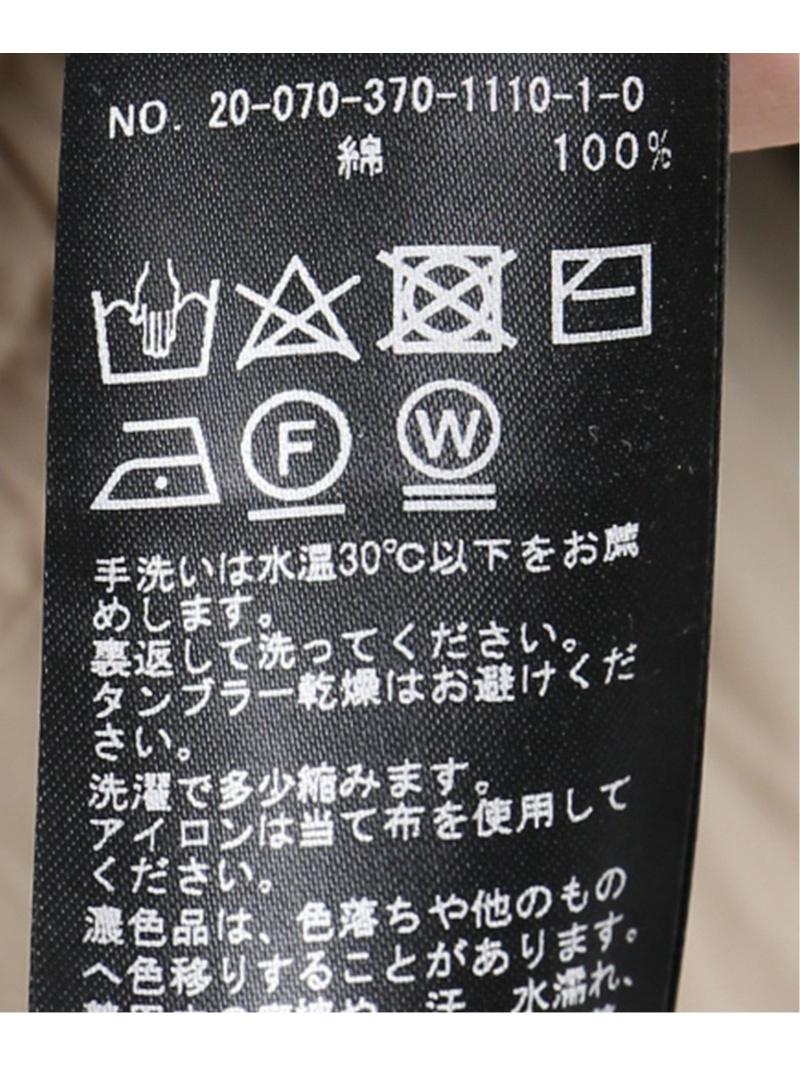 NO. 20-070-370-1110-1-0
綿 100%
F W
手洗いは水温30℃以下をお薦
めします。
裏返して洗ってください。
タンブラー乾燥はお避けくだ
さい。
洗濯で多少縮みます。
アイロンは当て布を使用して
ください。
濃色品は、色落ちや他のもの
へ色移りすることがあります。
汗、水濡れ、